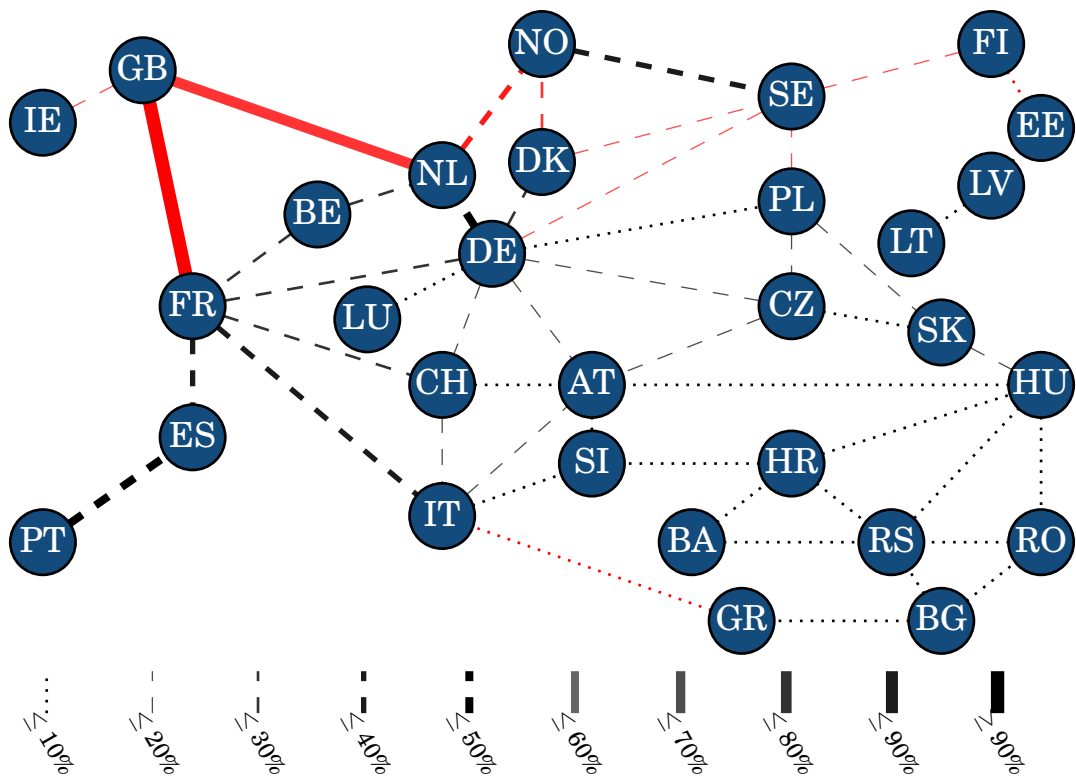 NO
FI
GB
SE
IE
EE
DK
NL
LV
PL
BE
LT
DE
FR
CZ
LU
SK
CH
AT
HU
ES
SI
HR
IT
PT
BA
RS
RO
GR
BG
≤ 10%
≤ 20%
≤ 30%
≤ 40%
≤ 50%
≤ 60%
≤ 70%
≤ 80%
≤ 90%
≥ 90%